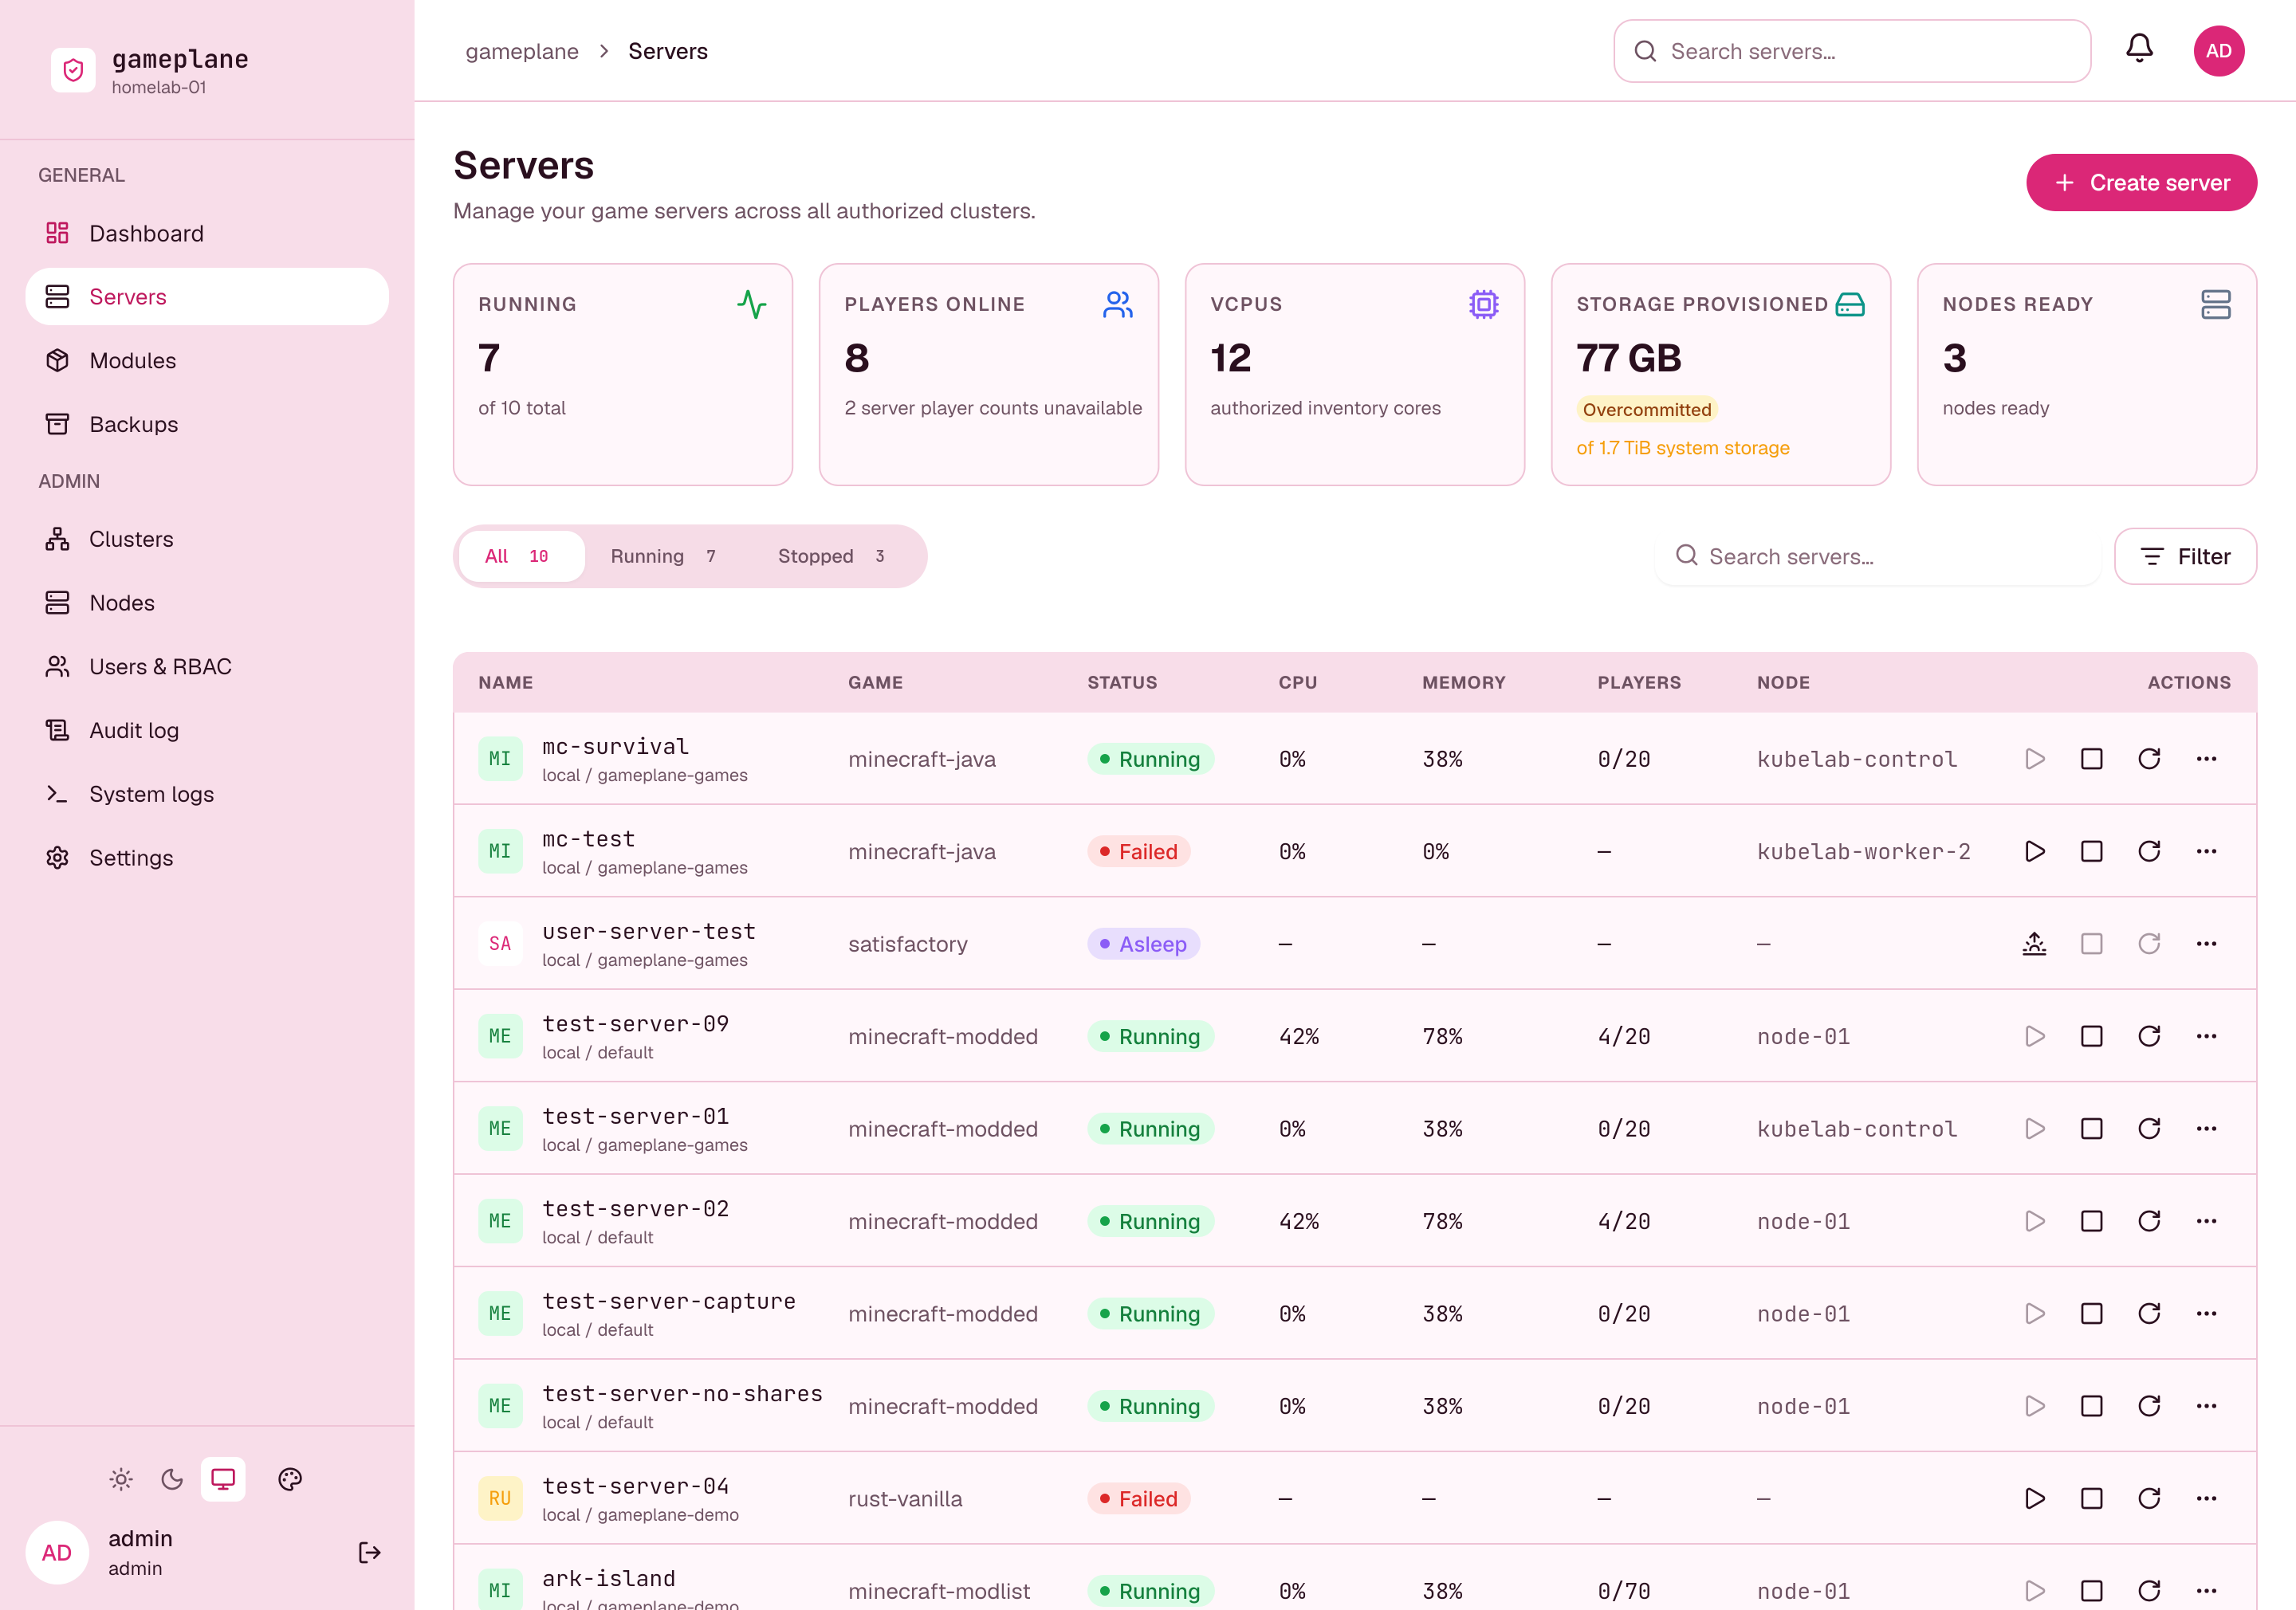 gameplane
homelab-01
GENERAL
Dashboard
Servers
Modules
Backups
ADMIN
Clusters
Nodes
Users & RBAC
Audit log
System logs
Settings
AD
admin
admin
gameplane > Servers
Search servers...
AD
Servers
Manage your game servers across all authorized clusters.
+ Create server
RUNNING
7
of 10 total
PLAYERS ONLINE
8
2 server player counts unavailable
VCPUS
12
authorized inventory cores
STORAGE PROVISIONED
77 GB
Overcommitted
of 1.7 TiB system storage
NODES READY
3
nodes ready
All 10 Running 7 Stopped 3
Search servers...
Filter
NAME GAME STATUS CPU MEMORY PLAYERS NODE ACTIONS
MI mc-survival minecraft-java Running 0% 38% 0/20 kubelab-control
local / gameplane-games
MI mc-test minecraft-java Failed 0% 0% — kubelab-worker-2
local / gameplane-games
SA user-server-test satisfactory Asleep — — — —
local / gameplane-games
ME test-server-09 minecraft-modded Running 42% 78% 4/20 node-01
local / default
ME test-server-01 minecraft-modded Running 0% 38% 0/20 kubelab-control
local / gameplane-games
ME test-server-02 minecraft-modded Running 42% 78% 4/20 node-01
local / default
ME test-server-capture minecraft-modded Running 0% 38% 0/20 node-01
local / default
ME test-server-no-shares minecraft-modded Running 0% 38% 0/20 node-01
local / default
RU test-server-04 rust-vanilla Failed — — — —
local / gameplane-demo
MI ark-island minecraft-modlist Running 0% 38% 0/70 node-01
local / gameplane-demo